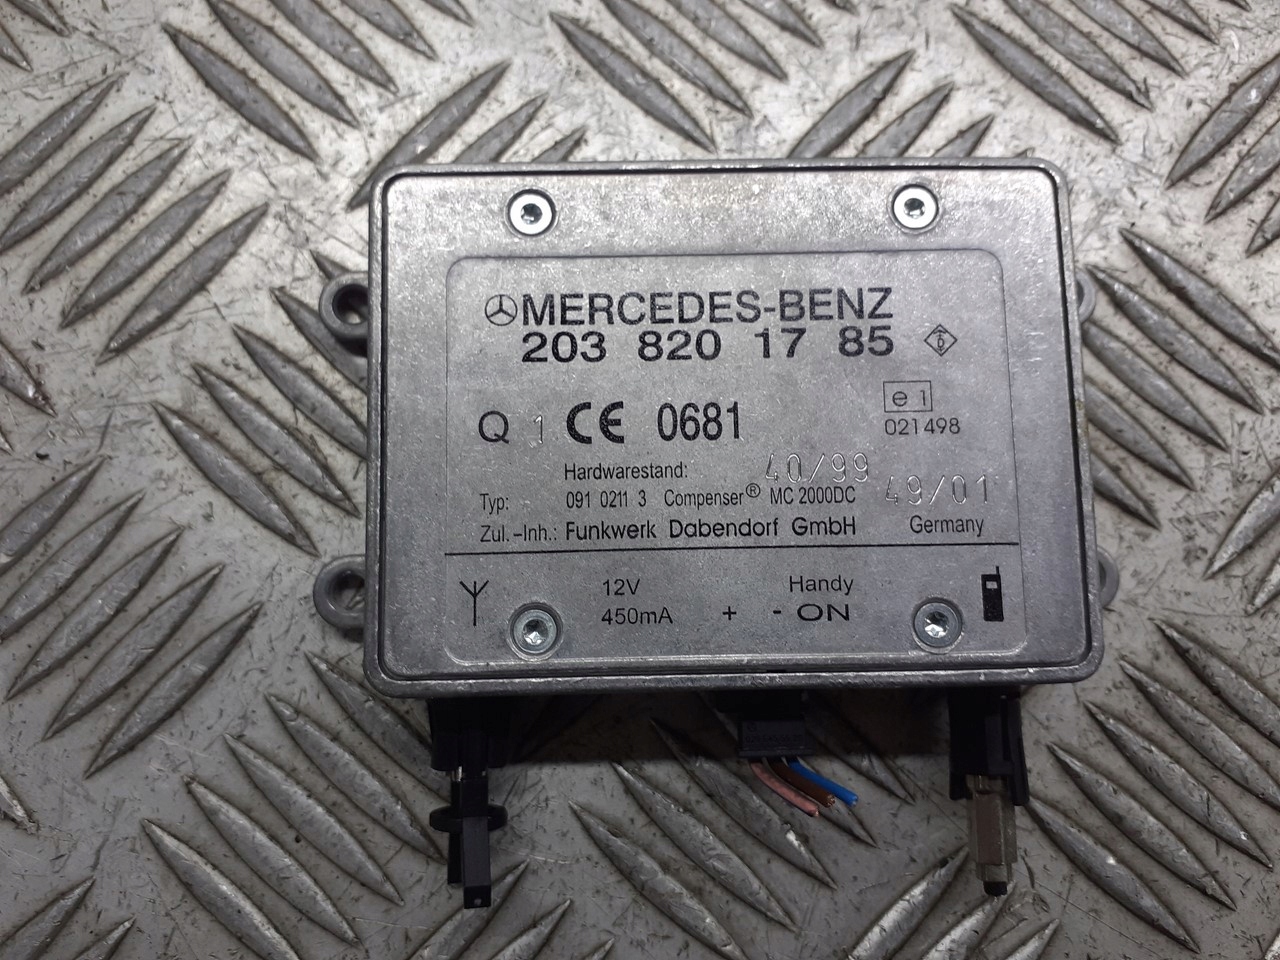 MERCEDES-BENZ
203 820 17 85
D
Q 1 CE 0681
e1
021498
Hardwarestand: 40/99
Typ: 091 0211 3 Compenser® MC 2000DC 49/01
Zul.-Inh.: Funkwerk Dabendorf GmbH Germany
12V Handy
450mA + - ON